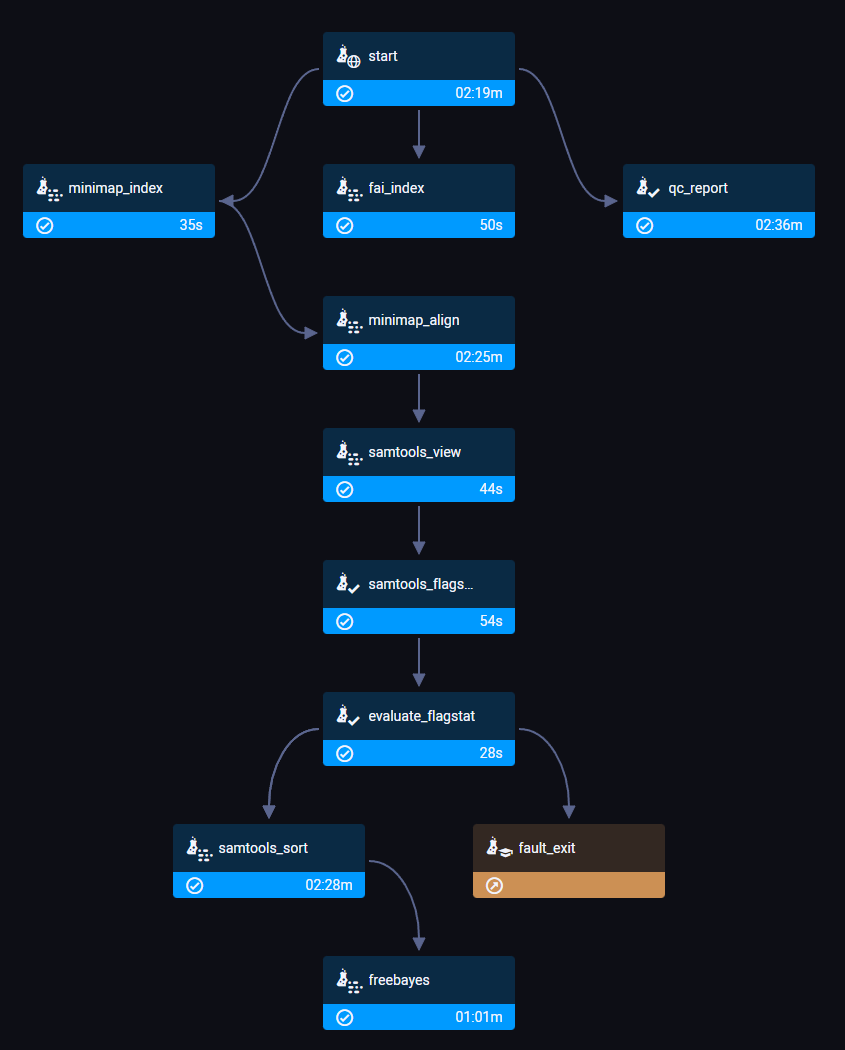 start
02:19m
minimap_index
35s
fai_index
50s
qc_report
02:36m
minimap_align
02:25m
samtools_view
44s
samtools_flags...
54s
evaluate_flagstat
28s
samtools_sort
02:28m
fault_exit
freebayes
01:01m